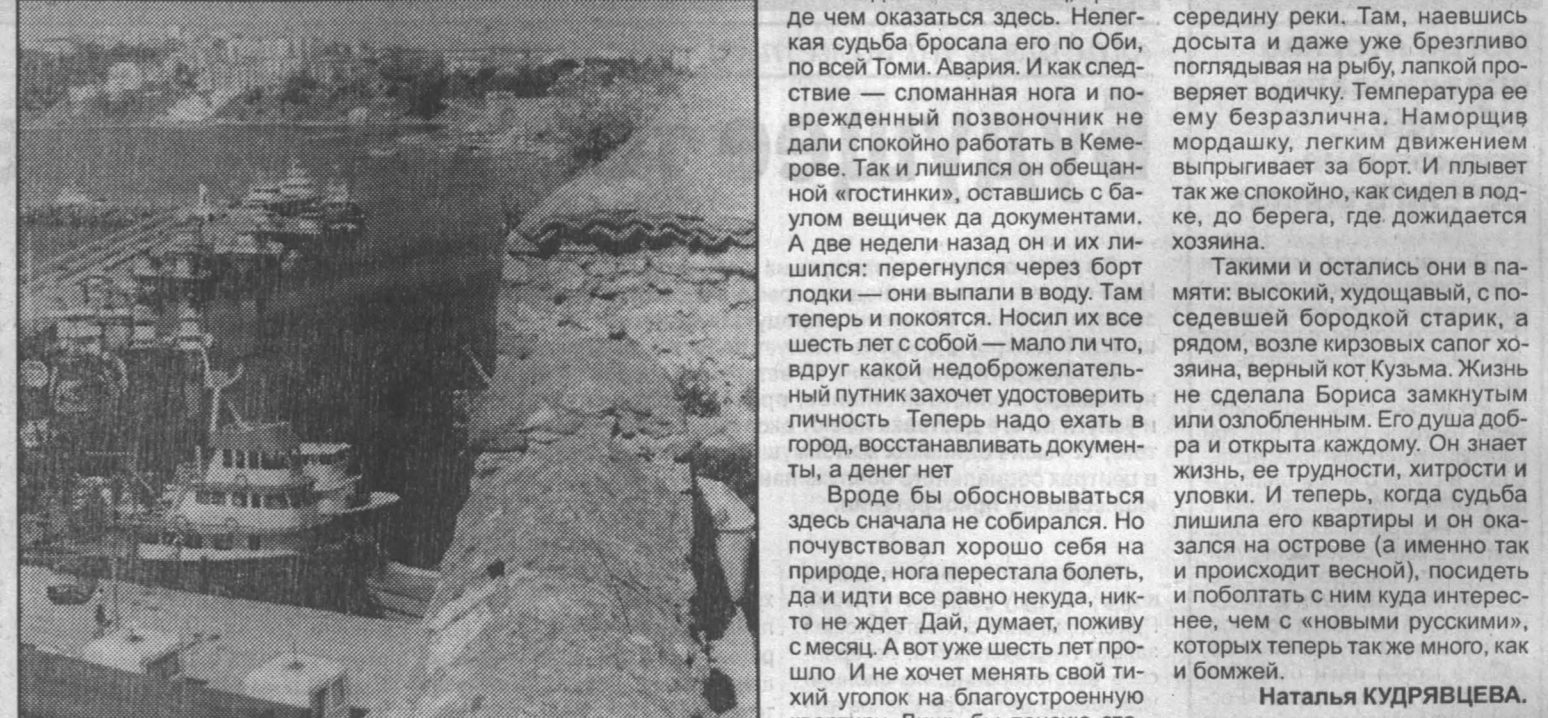 де чем оказаться здесь. Нелег-
кая судьба бросала его по Оби,
по всей Томи. Авария. И как след-
ствие — сломанная нога и по-
врежденный позвоночник не
дали спокойно работать в Кеме-
рове. Так и лишился он обещан-
ной «гостинки», оставшись с ба-
улом вещичек да документами.
А две недели назад он и их ли-
шился: перегнулся через борт
лодки — они выпали в воду. Там
теперь и покоятся. Носил их все
шесть лет с собой — мало ли что,
вдруг какой недоброжелатель-
ный путник захочет удостоверить
личность Теперь надо ехать в
город, восстанавливать докумен-
ты, а денег нет
Вроде бы обосновываться
здесь сначала не собирался. Но
почувствовал хорошо себя на
природе, нога перестала болеть,
да и идти все равно некуда, ник-
то не ждет Дай, думает, поживу
с месяц. А вот уже шесть лет про-
шло И не хочет менять свой ти-
хий уголок на благоустроенную
середину реки. Там, наевшись
досыта и даже уже брезгливо
поглядывая на рыбу, лапкой про-
веряет водичку. Температура ее
ему безразлична. Наморщив
мордашку, легким движением
выпрыгивает за борт. И плывет
так же спокойно, как сидел в лод-
ке, до берега, где дожидается
хозяина.
Такими и остались они в па-
мяти: высокий, худощавый, с по-
седевшей бородкой старик, а
рядом, возле кирзовых сапог хо-
зяина, верный кот Кузьма. Жизнь
не сделала Бориса замкнутым
или озлобленным. Его душа доб-
ра и открыта каждому. Он знает
жизнь, ее трудности, хитрости и
уловки. И теперь, когда судьба
лишила его квартиры и он ока-
зался на острове (а именно так
и происходит весной), посидеть
и поболтать с ним куда интерес-
нее, чем с «новыми русскими»,
которых теперь так же много, как
и бомжей.
Наталья КУДРЯВЦЕВА.